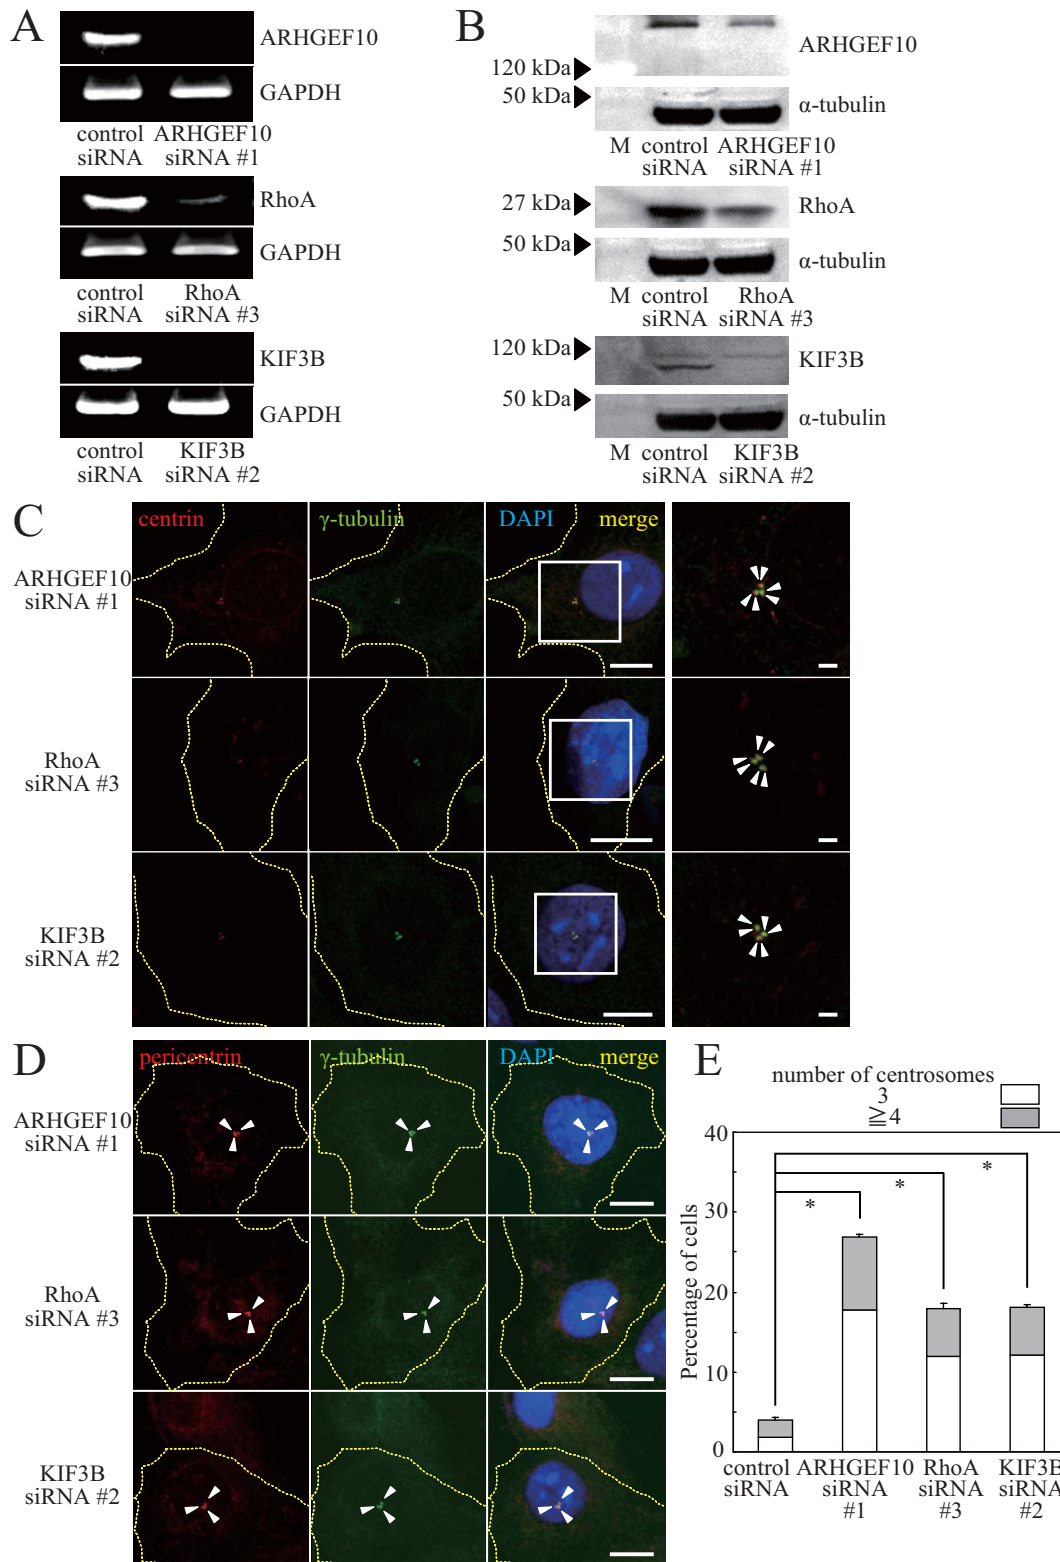 A
ARHGEF10
GAPDH
control ARHGEF10
siRNA siRNA #1
RhoA
GAPDH
control RhoA
siRNA siRNA #3
KIF3B
GAPDH
control KIF3B
siRNA siRNA #2
B
ARHGEF10
120 kDa
50 kDa
α-tubulin
M control ARHGEF10
siRNA siRNA #1
27 kDa
RhoA
50 kDa
α-tubulin
M control RhoA
siRNA siRNA #3
120 kDa
KIF3B
50 kDa
α-tubulin
M control KIF3B
siRNA siRNA #2
C
centrin γ-tubulin DAPI merge
ARHGEF10
siRNA #1
RhoA
siRNA #3
KIF3B
siRNA #2
D
pericentrin γ-tubulin DAPI merge
ARHGEF10
siRNA #1
RhoA
siRNA #3
KIF3B
siRNA #2
E
number of centrosomes
3
≧4
40
30
20
10
0
Percentage of cells
* * *
control ARHGEF10 RhoA KIF3B
siRNA siRNA siRNA siRNA
#1 #3 #2